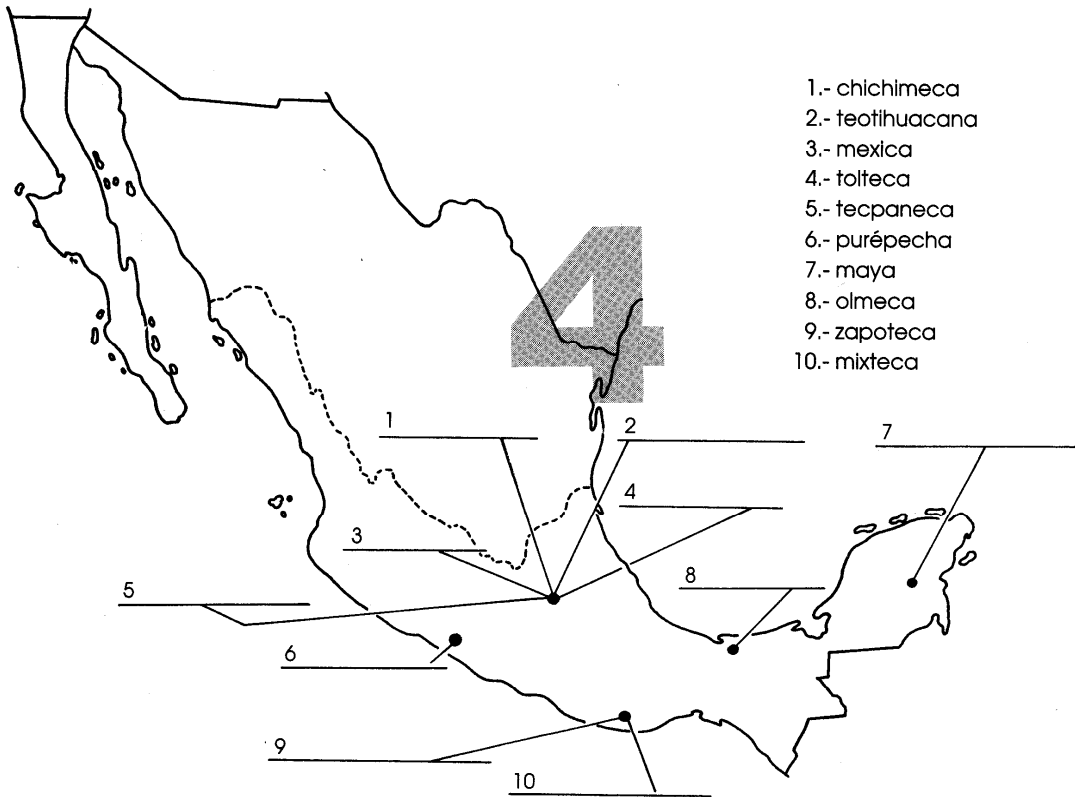 1.- chichimeca
2.- teotihuacana
3.- mexica
4.- tolteca
5.- tecpaneca
6.- purépecha
7.- maya
8.- olmeca
9.- zapoteca
10.- mixteca
4
1
2
7
4
3
8
5
6
9
10